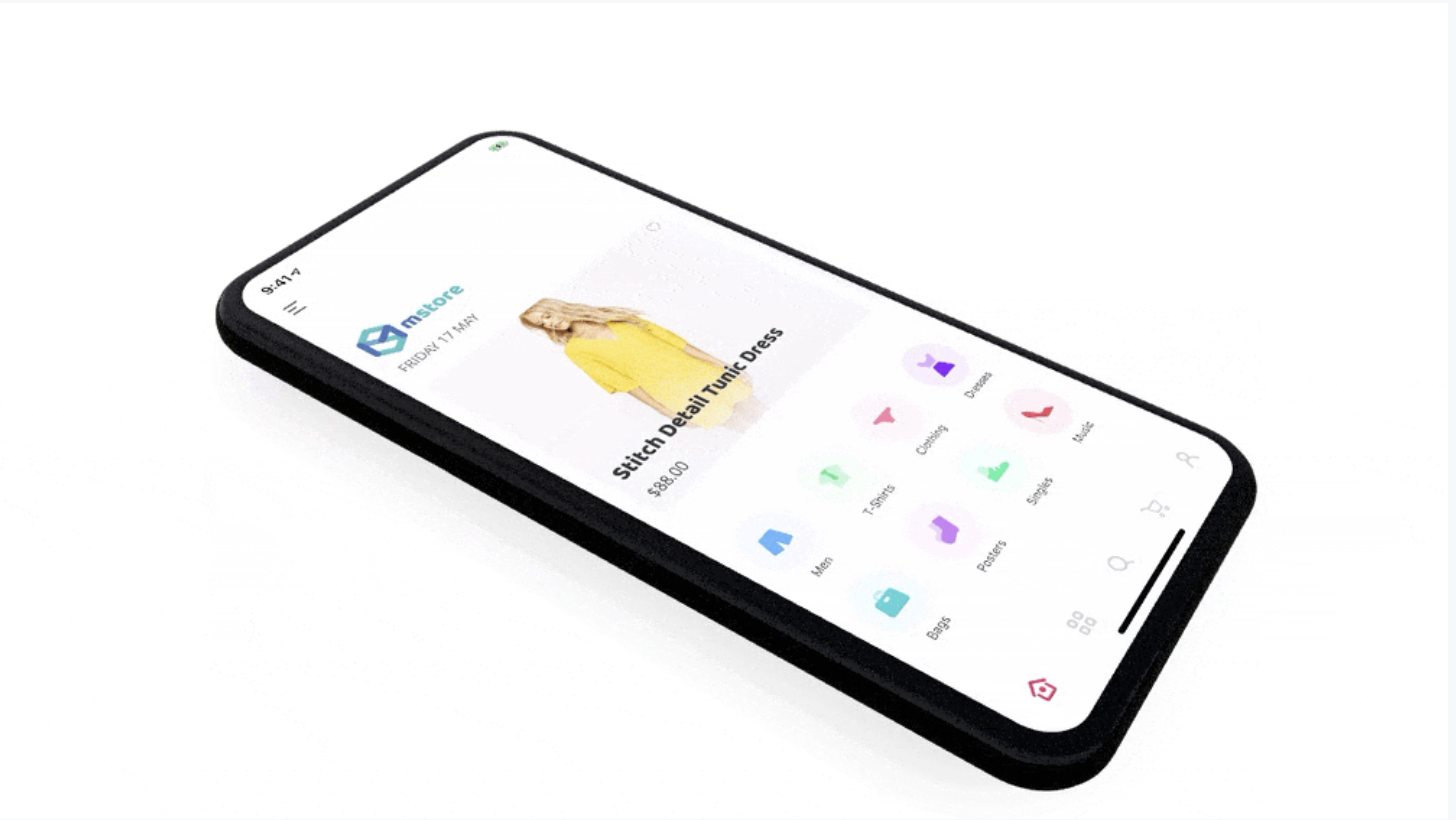 9:41
mstore
FRIDAY 17 MAY
Stitch Detail Tunic Dress
$88.00
Men
T-Shirts
Clothing
Dresses
Bags
Posters
Singles
Music